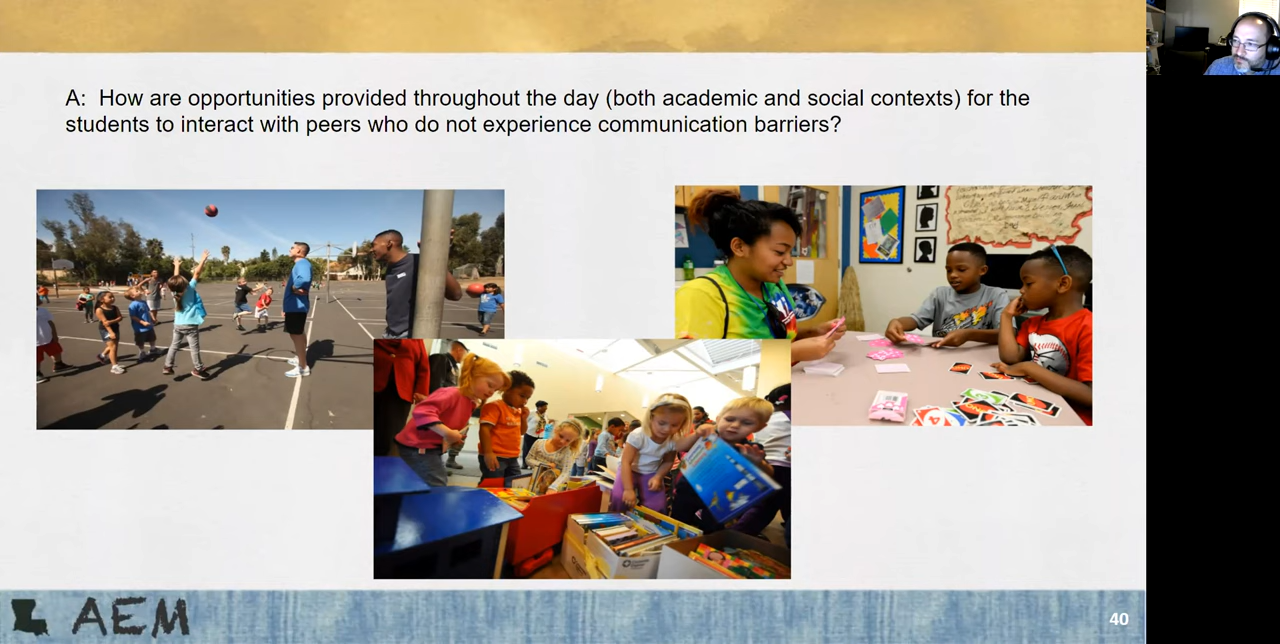 A:  How are opportunities provided throughout the day (both academic and social contexts) for the
students to interact with peers who do not experience communication barriers?
AEM
40